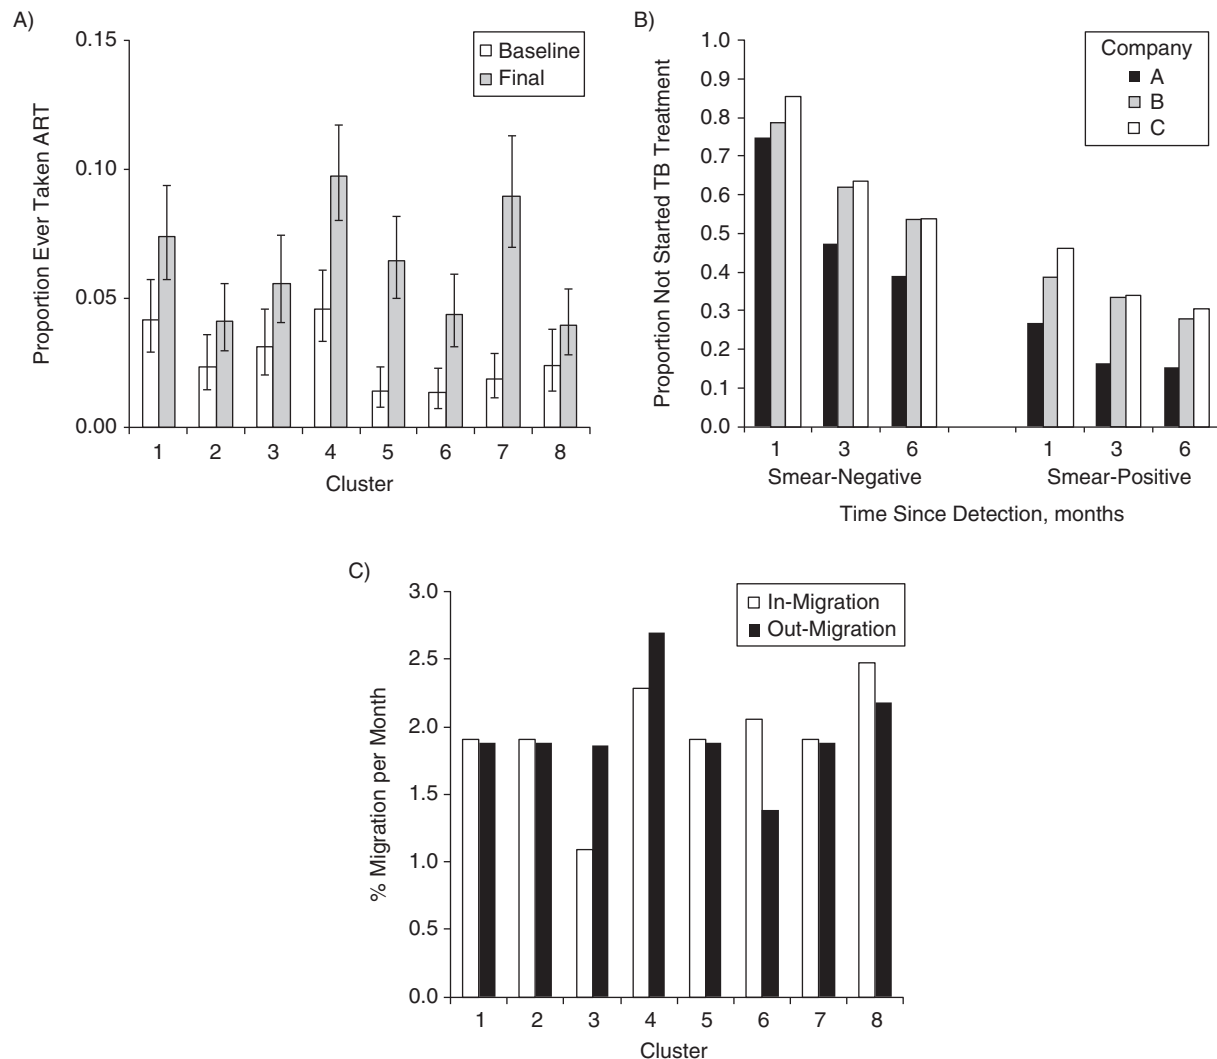 A)
Proportion Ever Taken ART
0.15
0.10
0.05
0.00
Baseline
Final
1 2 3 4 5 6 7 8
Cluster
B)
Proportion Not Started TB Treatment
1.0
0.9
0.8
0.7
0.6
0.5
0.4
0.3
0.2
0.1
0.0
Company
A
B
C
1 3 6 1 3 6
Smear-Negative Smear-Positive
Time Since Detection, months
C)
% Migration per Month
3.0
2.5
2.0
1.5
1.0
0.5
0.0
In-Migration
Out-Migration
1 2 3 4 5 6 7 8
Cluster